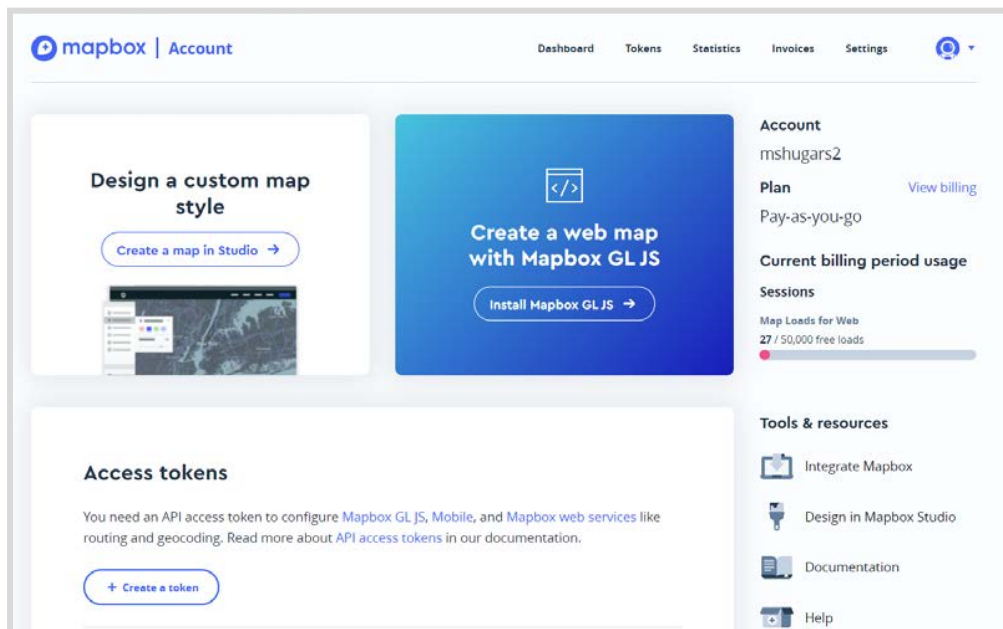 mapbox | Account
Dashboard Tokens Statistics Invoices Settings
Design a custom map
style
Create a map in Studio →
</>
Create a web map
with Mapbox GL JS
Install Mapbox GL JS →
Account
mshugars2
Plan View billing
Pay-as-you-go
Current billing period usage
Sessions
Map Loads for Web
27 / 50,000 free loads
Access tokens
You need an API access token to configure Mapbox GL JS, Mobile, and Mapbox web services like
routing and geocoding. Read more about API access tokens in our documentation.
+ Create a token
Tools & resources
Integrate Mapbox
Design in Mapbox Studio
Documentation
Help